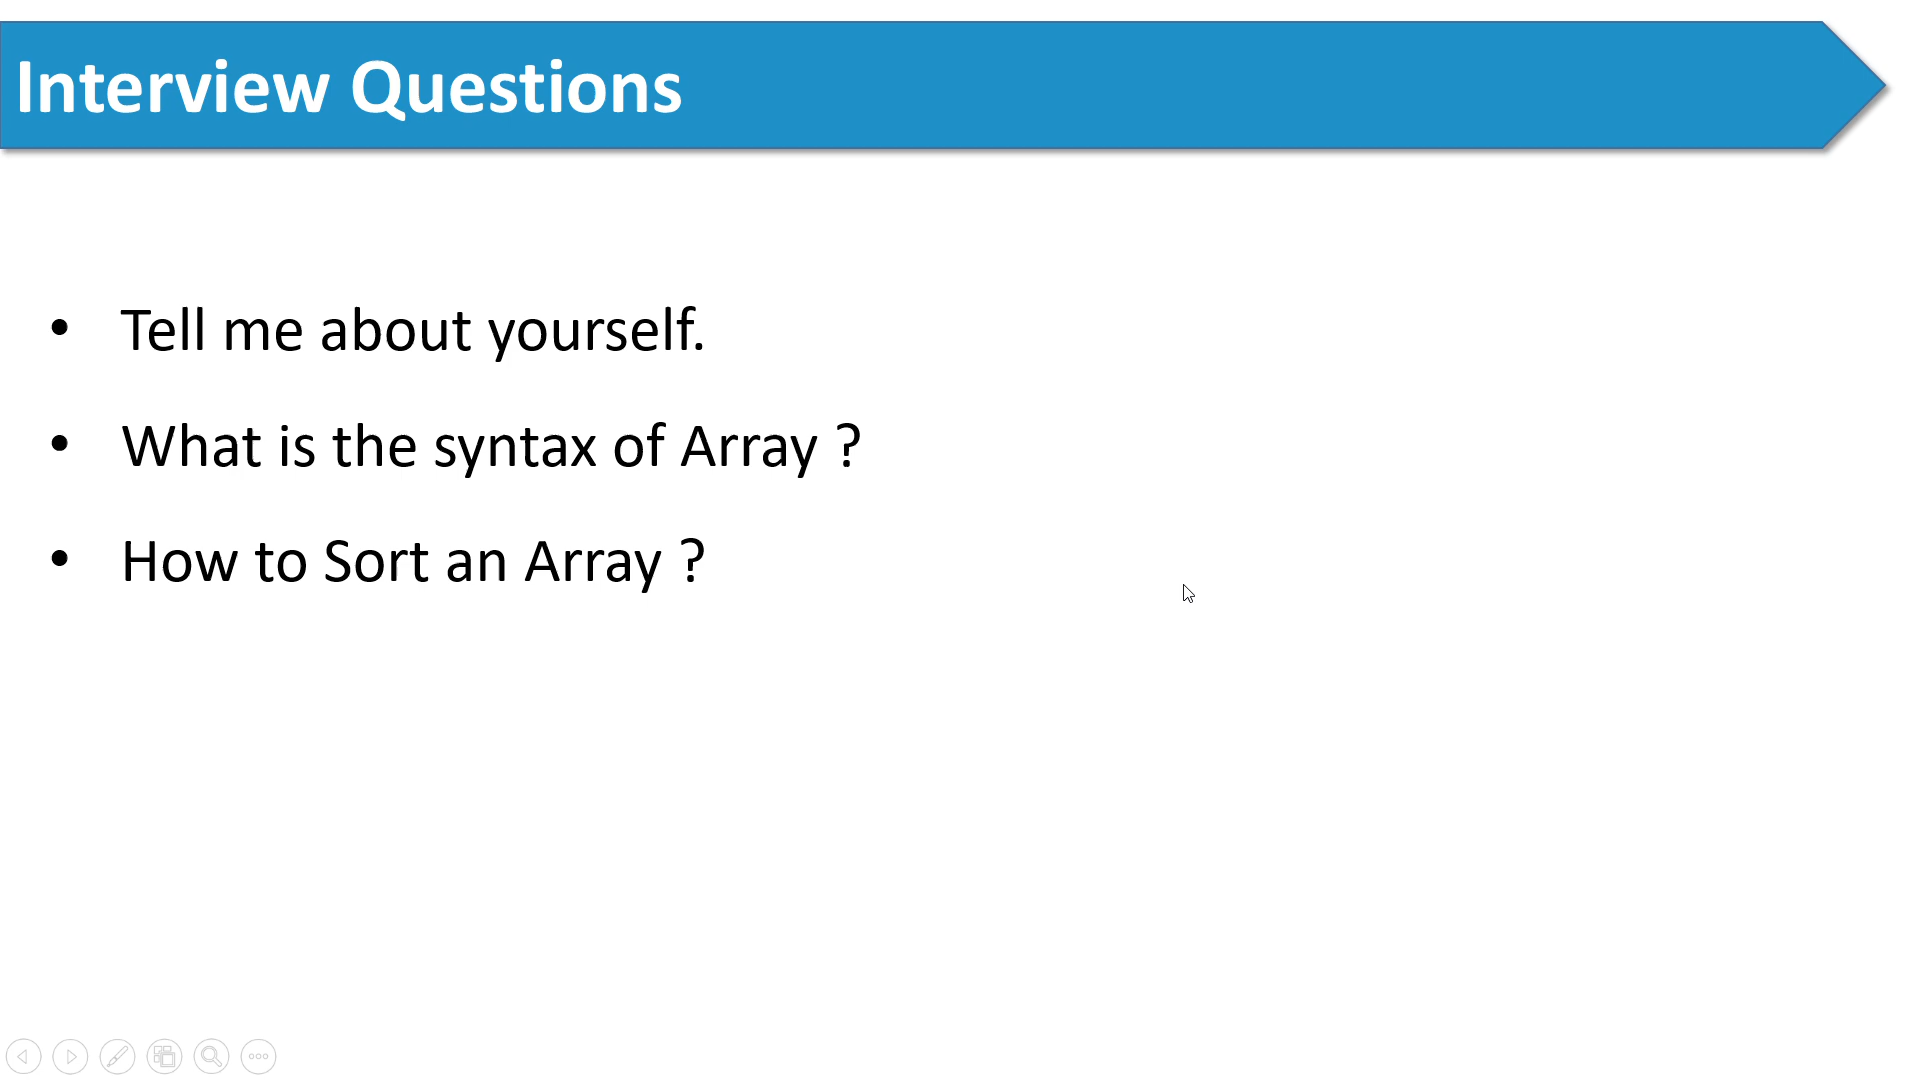 Interview Questions
• Tell me about yourself.
• What is the syntax of Array ?
• How to Sort an Array ?